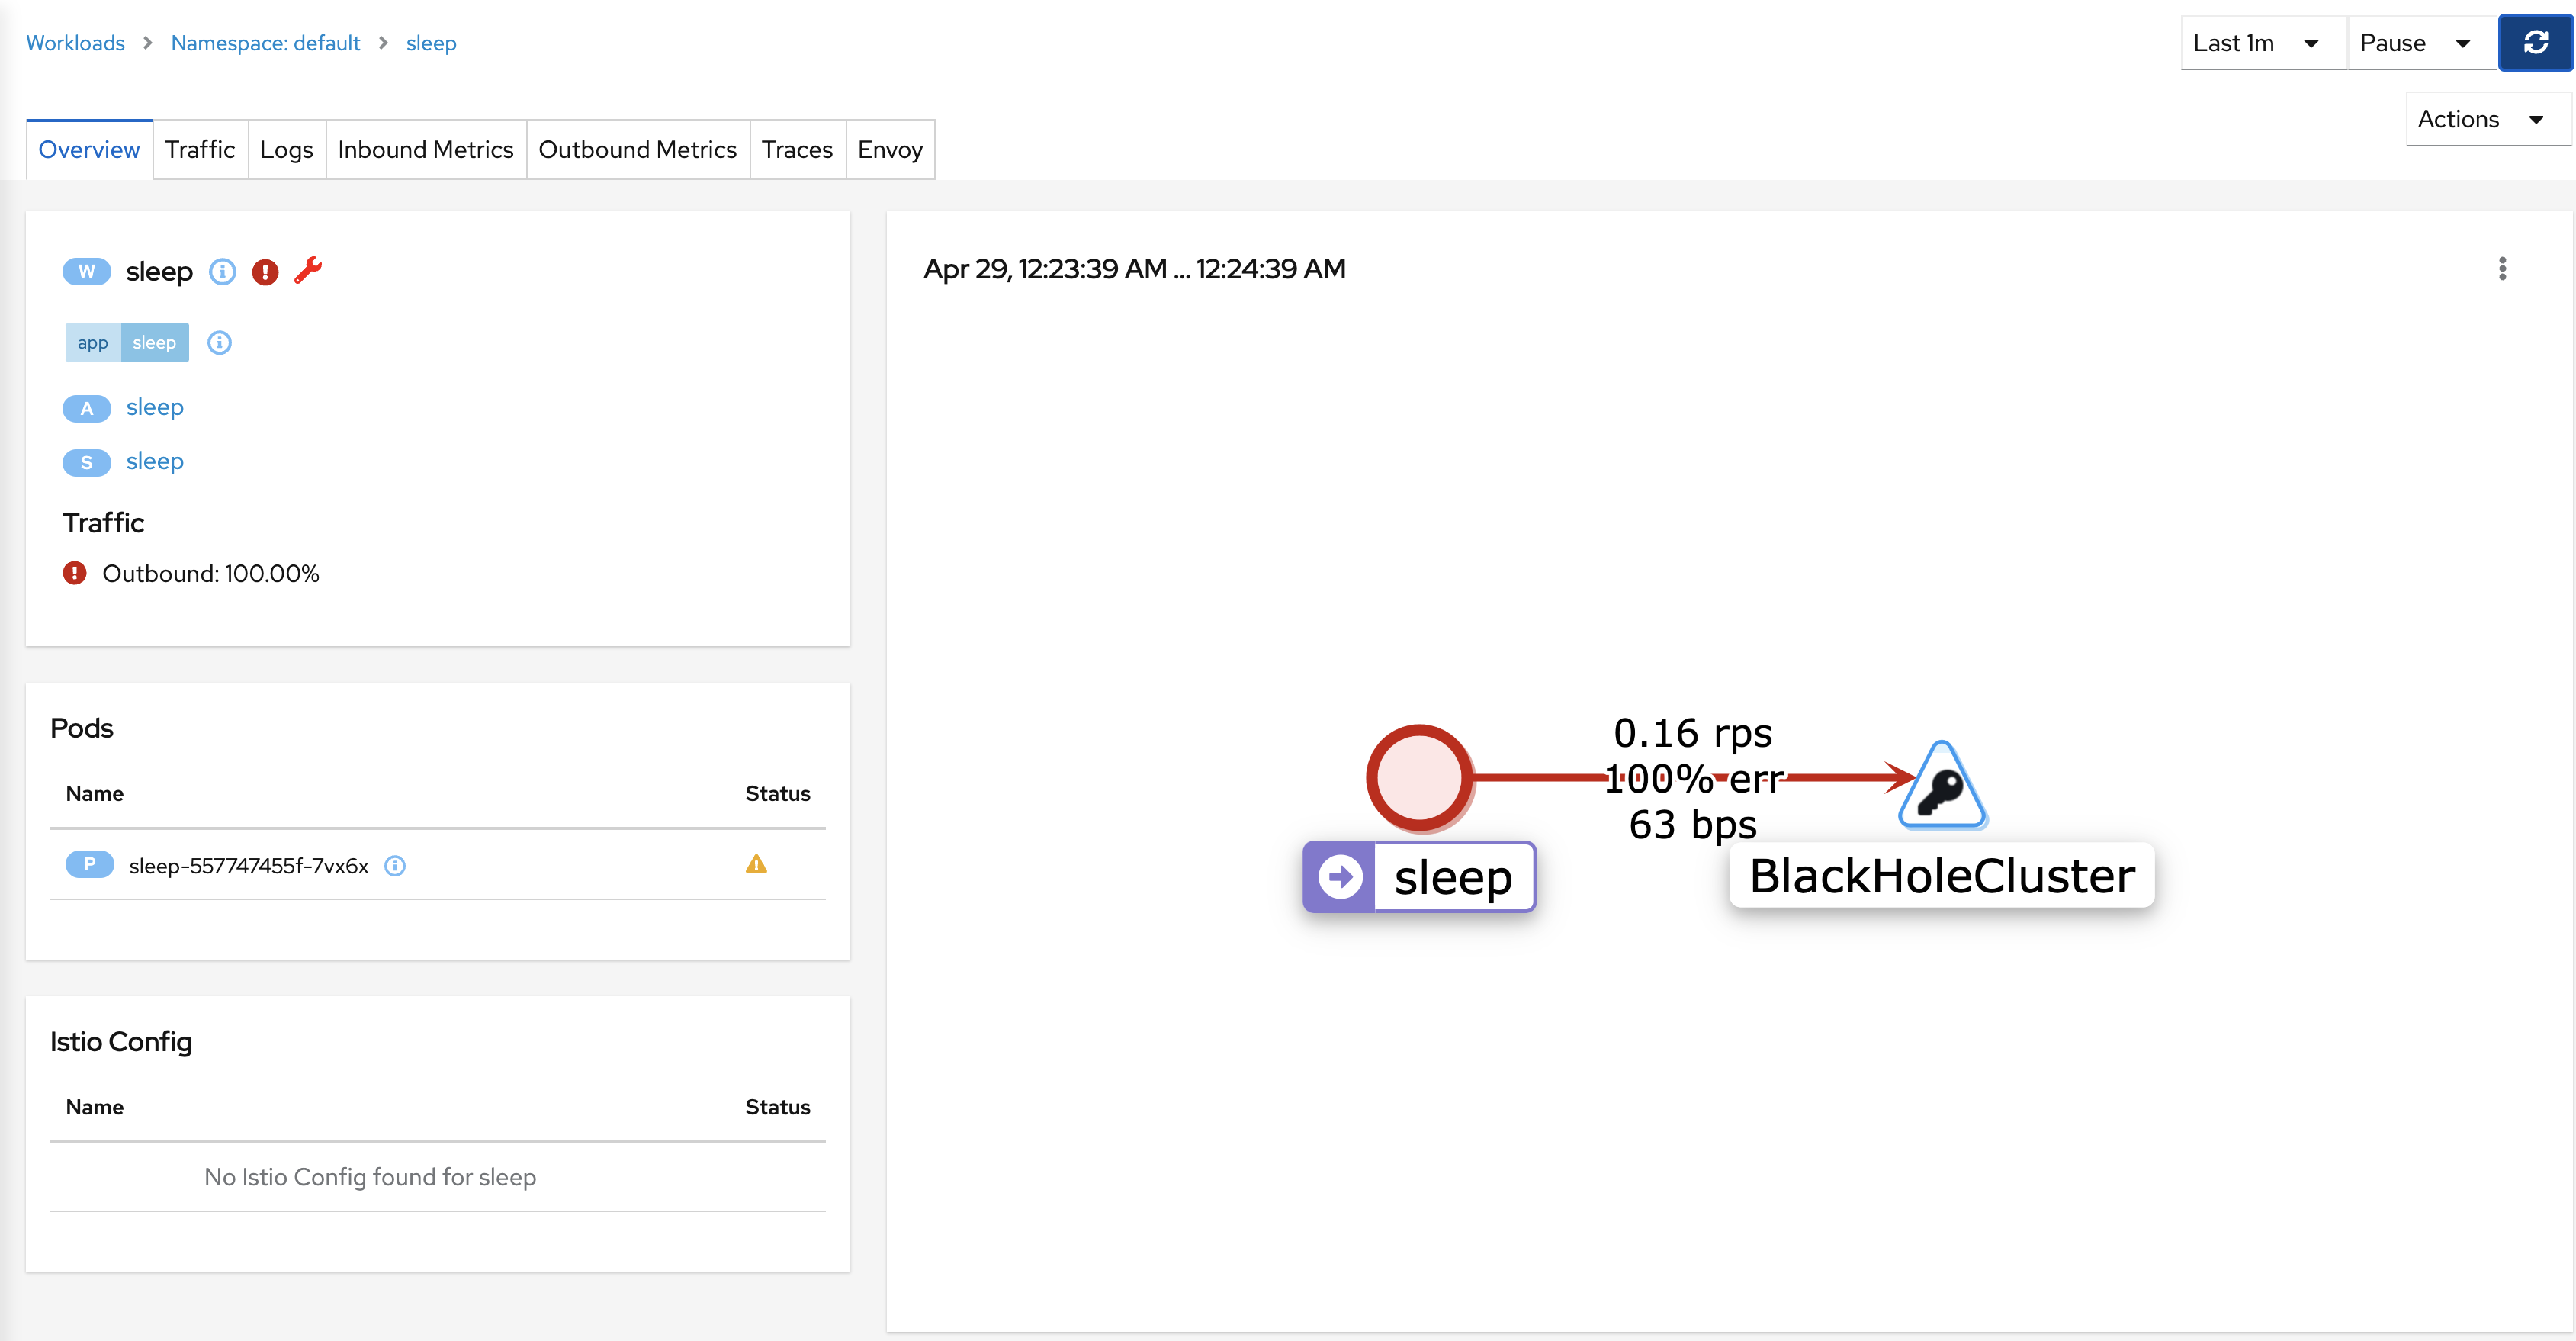 Workloads > Namespace: default > sleep
Last 1m
Pause
Actions
Overview Traffic Logs Inbound Metrics Outbound Metrics Traces Envoy
W sleep
app sleep
A sleep
S sleep
Traffic
Outbound: 100.00%
Pods
Name Status
P sleep-557747455f-7vx6x
Istio Config
Name Status
No Istio Config found for sleep
Apr 29, 12:23:39 AM ... 12:24:39 AM
0.16 rps
100% err
63 bps
sleep
BlackHoleCluster